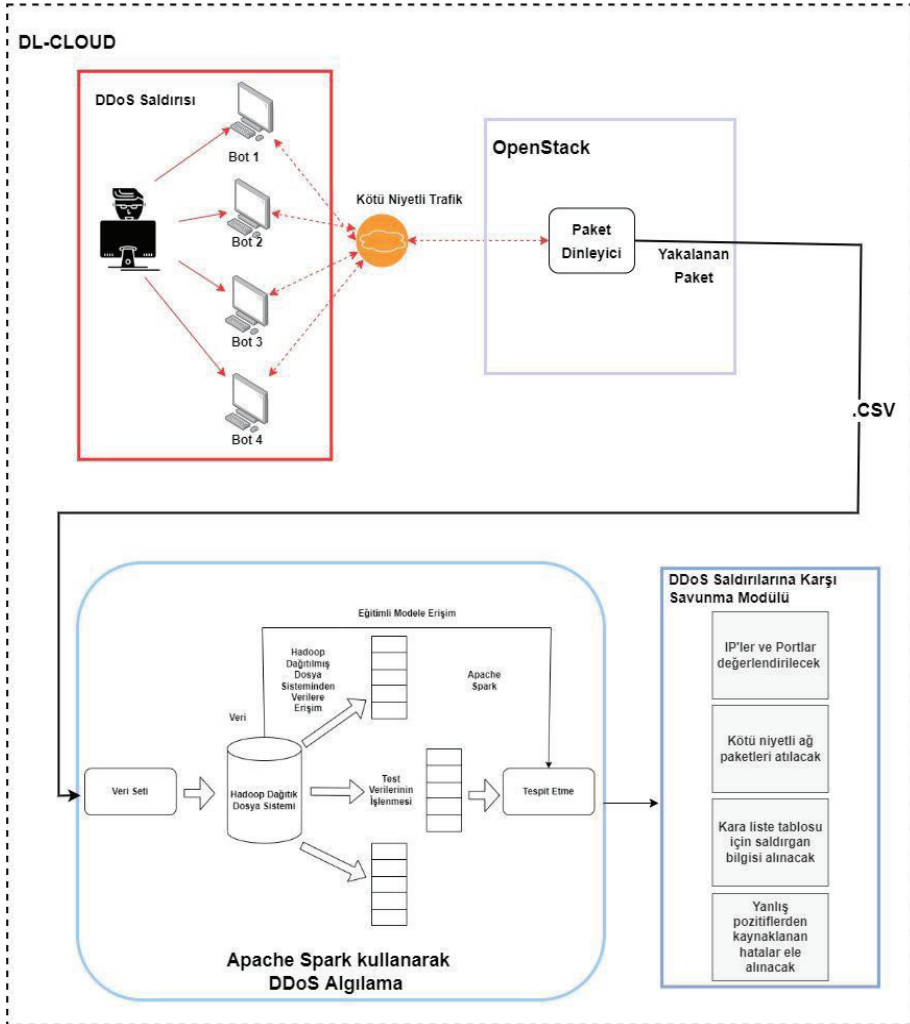 DL-CLOUD
DDoS Saldırısı
Bot 1
Bot 2
Bot 3
Bot 4
Kötü Niyetli Trafik
OpenStack
Paket
Dinleyici
Yakalanan
Paket
.CSV
Eğitimli Modele Erişim
Hadoop
Dağıtılmış
Dosya
Sisteminden
Verilere
Erişim
Apache
Spark
Veri
Veri Seti
Hadoop Dağıtık
Dosya Sistemi
Test
Verilerinin
İşlenmesi
Tespit Etme
Apache Spark kullanarak
DDoS Algılama
DDoS Saldırılarına Karşı
Savunma Modülü
IP'ler ve Portlar
değerlendirilecek
Kötü niyetli ağ
paketleri atılacak
Kara liste tablosu
için saldırgan
bilgisi alınacak
Yanlış
pozitiflerden
kaynaklanan
hatalar ele
alınacak